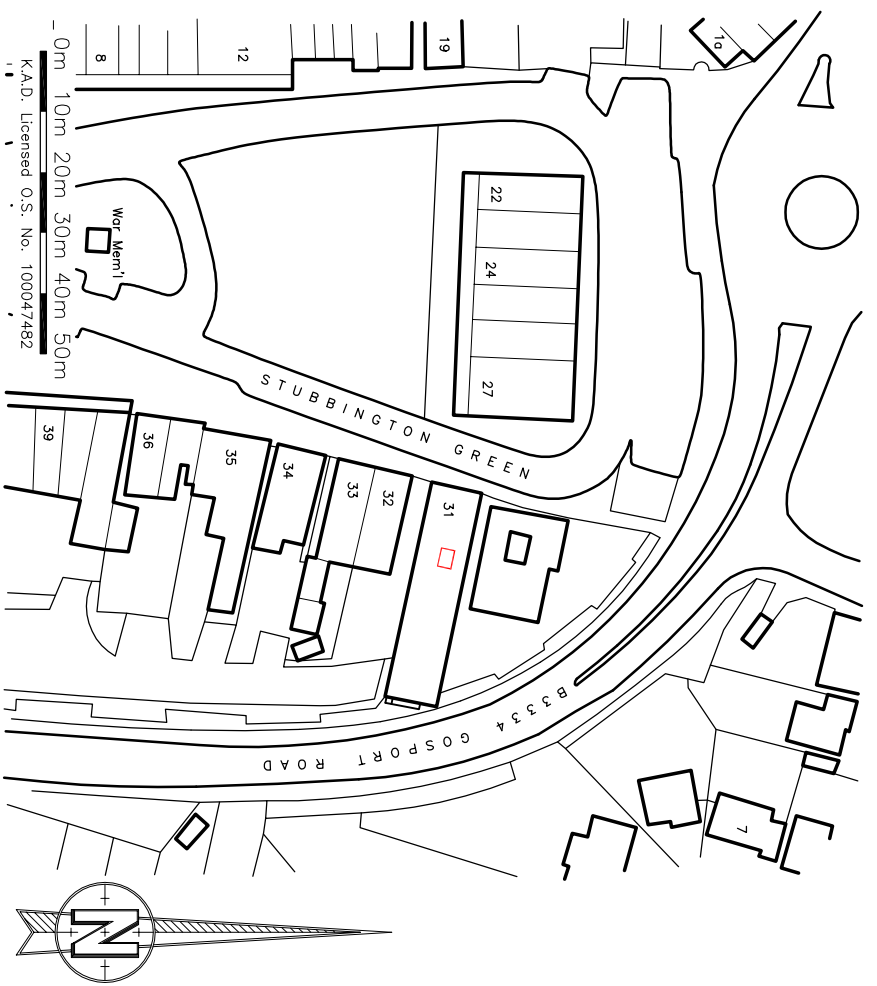 8
12
19
1a
-0m 10m 20m 30m 40m 50m
K.A.D. Licensed O.S. No. 100047482
War Mem'l
22
24
27
STUBBINGTON GREEN
39
36
35
34
33
32
31
B3334 GOSPORT ROAD
7
N